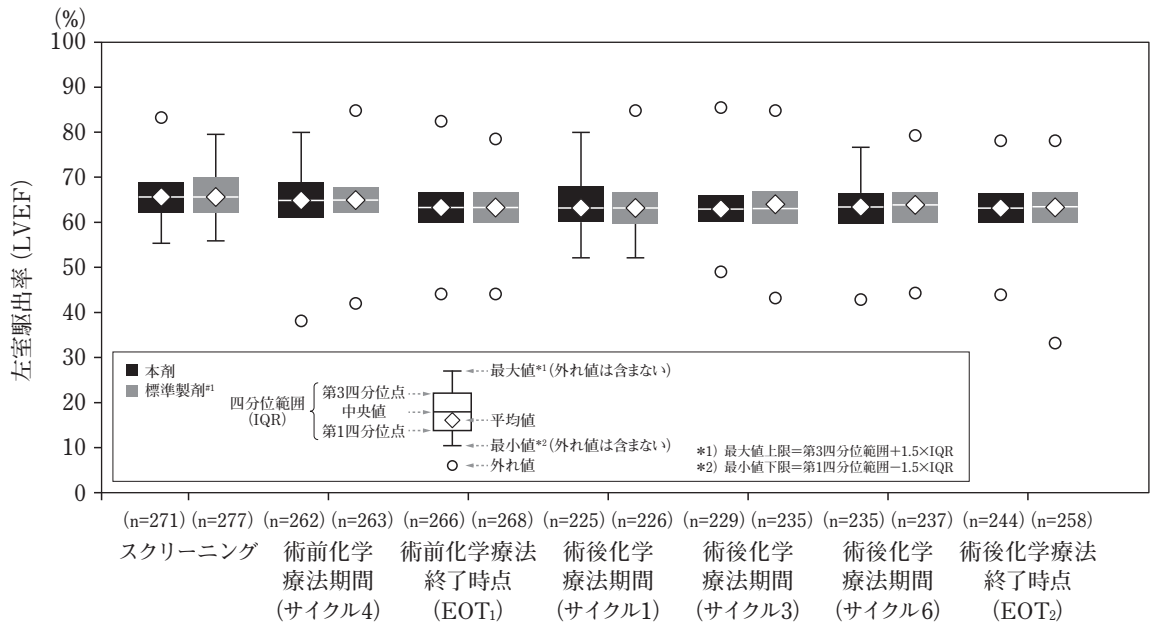 (%)
100
90
80
70
60
50
40
30
20
10
0
左室駆出率(LVEF)
本剤
標準製剤#1
四分位範囲
(IQR)
第3四分位点
中央値
第1四分位点
最大値*1(外れ値は含まない)
平均値
最小値*2(外れ値は含まない)
外れ値
*1) 最大値上限=第3四分位範囲+1.5×IQR
*2) 最小値下限=第1四分位範囲-1.5×IQR
(n=271) (n=277) (n=262) (n=263) (n=266) (n=268) (n=225) (n=226) (n=229) (n=235) (n=235) (n=237) (n=244) (n=258)
スクリーニング
術前化学
療法期間
(サイクル4)
術前化学療法
終了時点
(EOT1)
術後化学
療法期間
(サイクル1)
術後化学
療法期間
(サイクル3)
術後化学
療法期間
(サイクル6)
術後化学療法
終了時点
(EOT2)